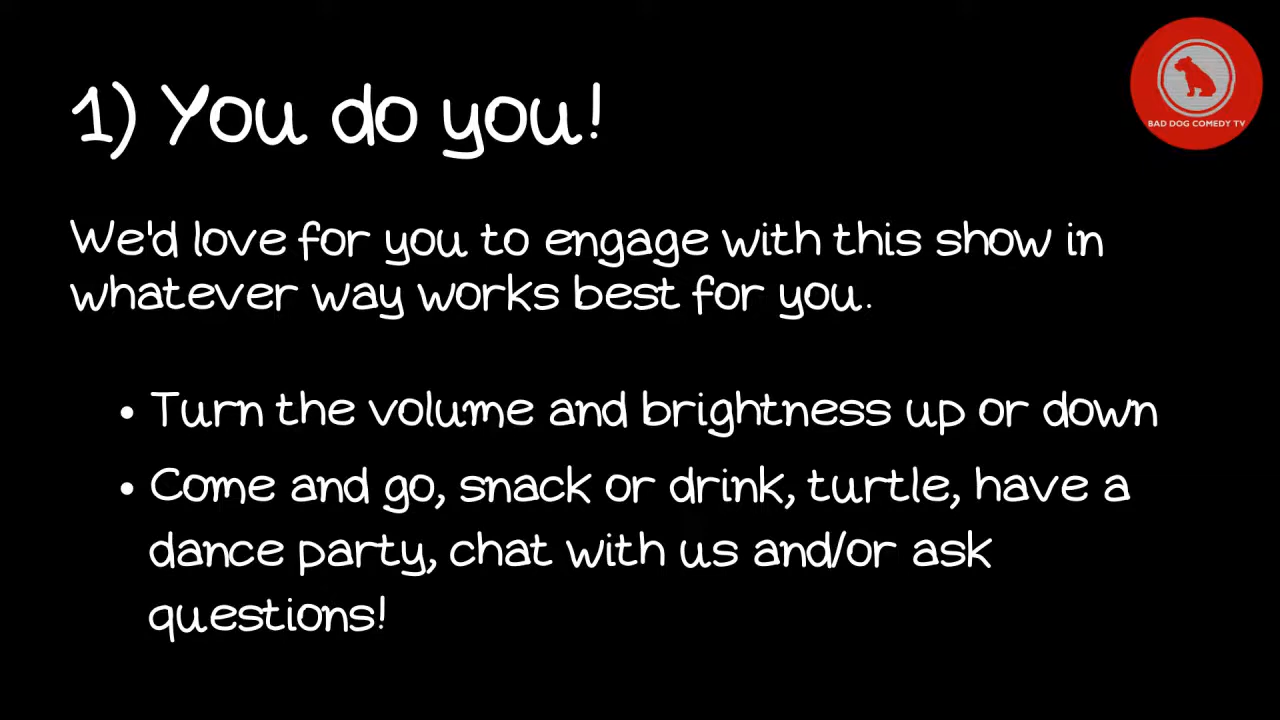 1) You do you!
BAD DOG COMEDY TV
We'd love for you to engage with this show in
whatever way works best for you.
• Turn the volume and brightness up or down
• Come and go, snack or drink, turtle, have a
dance party, chat with us and/or ask
questions!